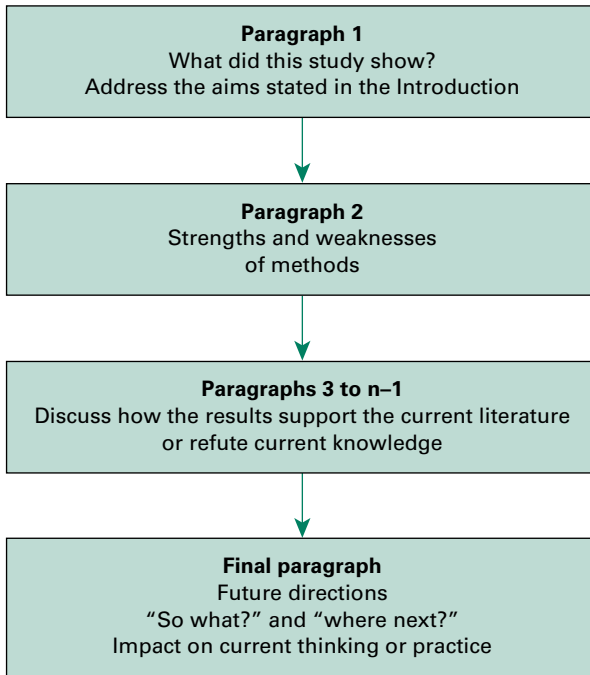 Paragraph 1
What did this study show?
Address the aims stated in the Introduction
Paragraph 2
Strengths and weaknesses
of methods
Paragraphs 3 to n–1
Discuss how the results support the current literature
or refute current knowledge
Final paragraph
Future directions
“So what?” and “where next?”
Impact on current thinking or practice